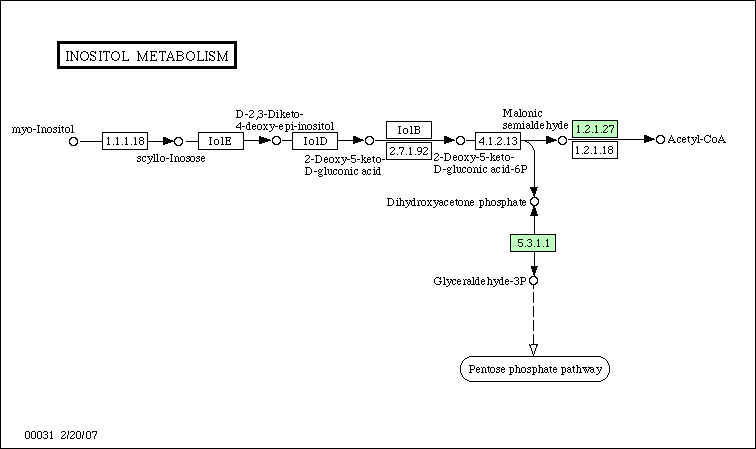 INOSITOL METABOLISM
myo-Inositol
1.1.1.18
scyllo-Inosose
IolE
D-2,3-Diketo-
4-deoxy-epi-inositol
IolD
2-Deoxy-5-keto-
D-gluconic acid
IolB
2.7.1.92
2-Deoxy-5-keto-
D-gluconic acid-6P
4.1.2.13
Malonic
semialdehyde
1.2.1.27
1.2.1.18
Acetyl-CoA
Dihydroxyacetone phosphate
5.3.1.1
Glyceraldehyde-3P
Pentose phosphate pathway
00031 2/20/07